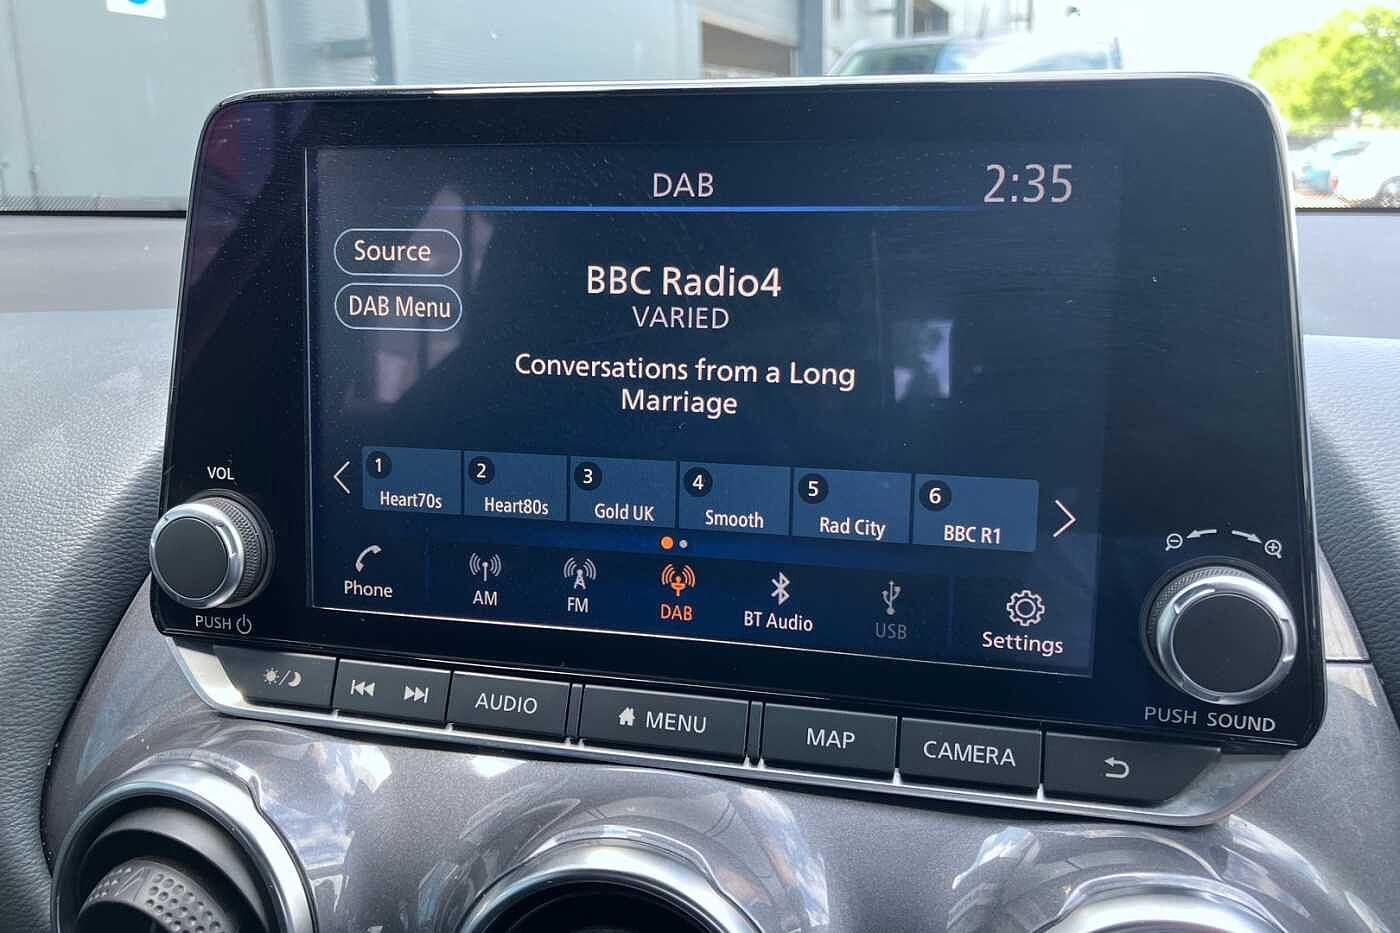 DAB
2:35
Source
DAB Menu
BBC Radio4
VARIED
Conversations from a Long
Marriage
1
Heart70s
2
Heart80s
3
Gold UK
4
Smooth
5
Rad City
6
BBC R1
Phone
AM
FM
DAB
BT Audio
USB
Settings
VOL
PUSH
PUSH SOUND
AUDIO
MENU
MAP
CAMERA